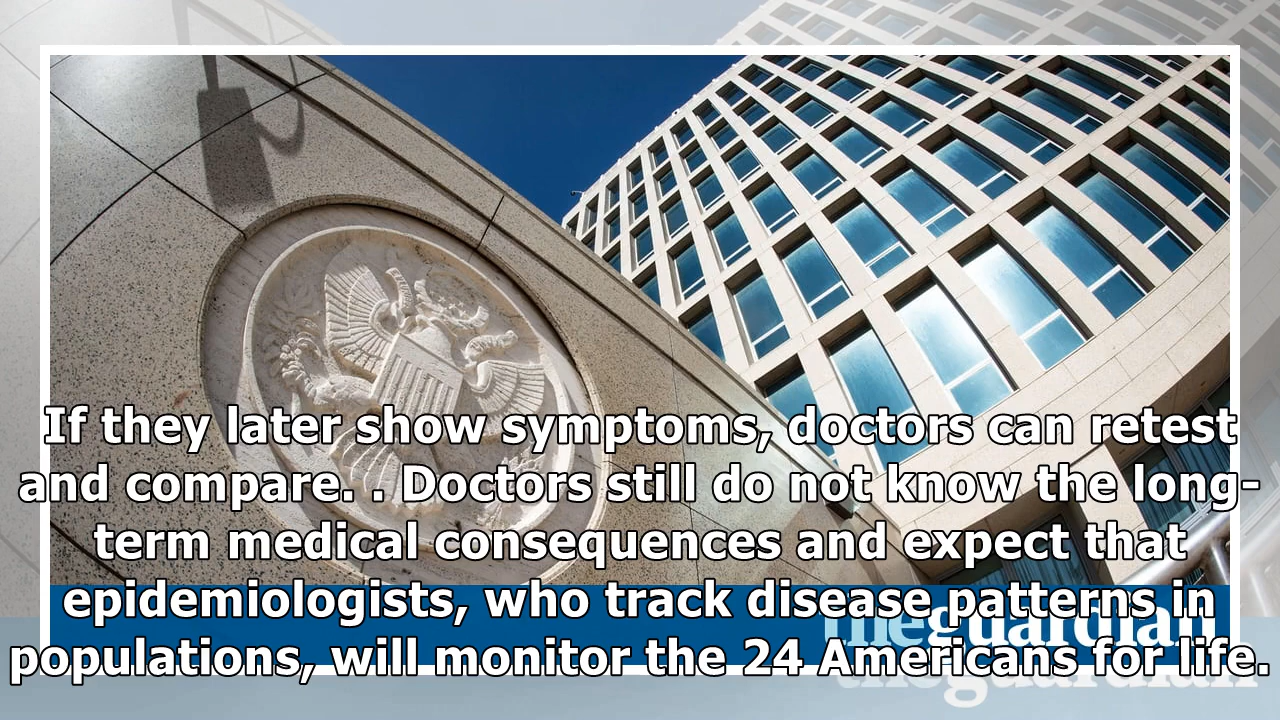 If they later show symptoms, doctors can retest
and compare. . Doctors still do not know the long-
term medical consequences and expect that
epidemiologists, who track disease patterns in
populations, will monitor the 24 Americans for life.
theguardian
theguardian